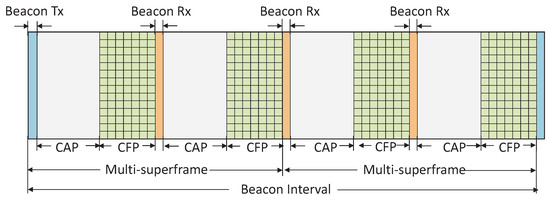 Beacon Tx Beacon Rx Beacon Rx Beacon Rx
CAP CFP CAP CFP CAP CFP CAP CFP
Multi-superframe Multi-superframe
Beacon Interval